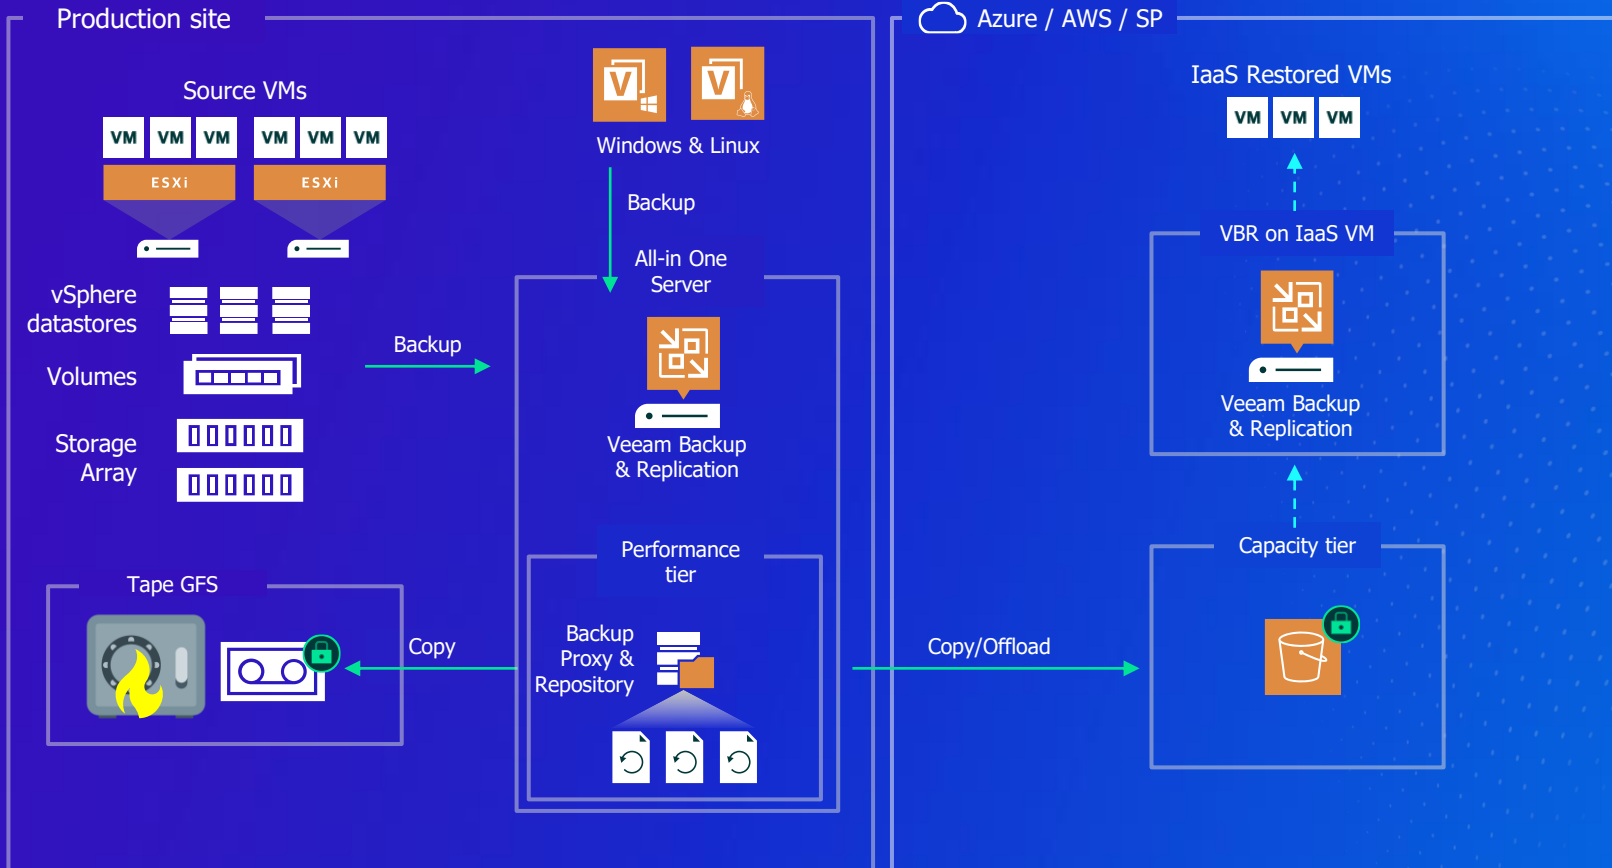 Production site
Azure / AWS / SP
Source VMs
VM VM VM VM VM VM
ESXi ESXi
V V
Windows & Linux
Backup
vSphere
datastores
Volumes
Storage
Array
Backup
All-in One
Server
Veeam Backup
& Replication
Performance
tier
Backup
Proxy &
Repository
Tape GFS
Copy
Copy/Offload
IaaS Restored VMs
VM VM VM
VBR on IaaS VM
Veeam Backup
& Replication
Capacity tier